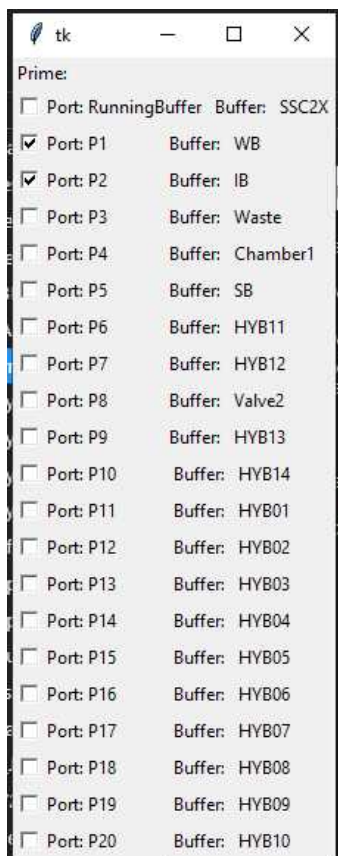 tk
Prime:
Port: RunningBuffer Buffer: SSC2X
Port: P1 Buffer: WB
Port: P2 Buffer: IB
Port: P3 Buffer: Waste
Port: P4 Buffer: Chamber1
Port: P5 Buffer: SB
Port: P6 Buffer: HYB11
Port: P7 Buffer: HYB12
Port: P8 Buffer: Valve2
Port: P9 Buffer: HYB13
Port: P10 Buffer: HYB14
Port: P11 Buffer: HYB01
Port: P12 Buffer: HYB02
Port: P13 Buffer: HYB03
Port: P14 Buffer: HYB04
Port: P15 Buffer: HYB05
Port: P16 Buffer: HYB06
Port: P17 Buffer: HYB07
Port: P18 Buffer: HYB08
Port: P19 Buffer: HYB09
Port: P20 Buffer: HYB10